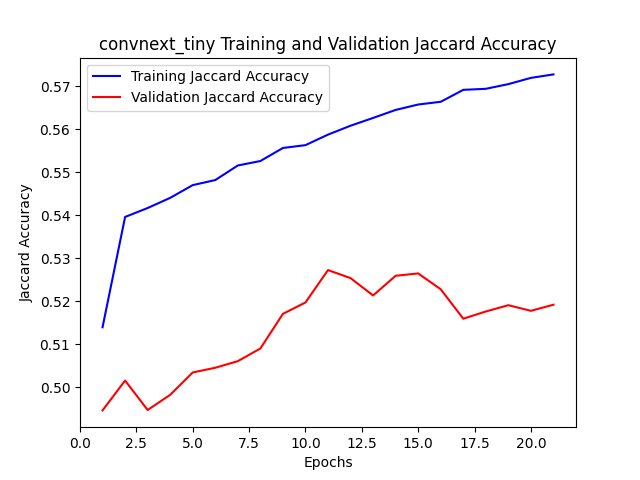 convnext_tiny Training and Validation Jaccard Accuracy
Training Jaccard Accuracy
Validation Jaccard Accuracy
Jaccard Accuracy
0.57
0.56
0.55
0.54
0.53
0.52
0.51
0.50
0.0 2.5 5.0 7.5 10.0 12.5 15.0 17.5 20.0
Epochs